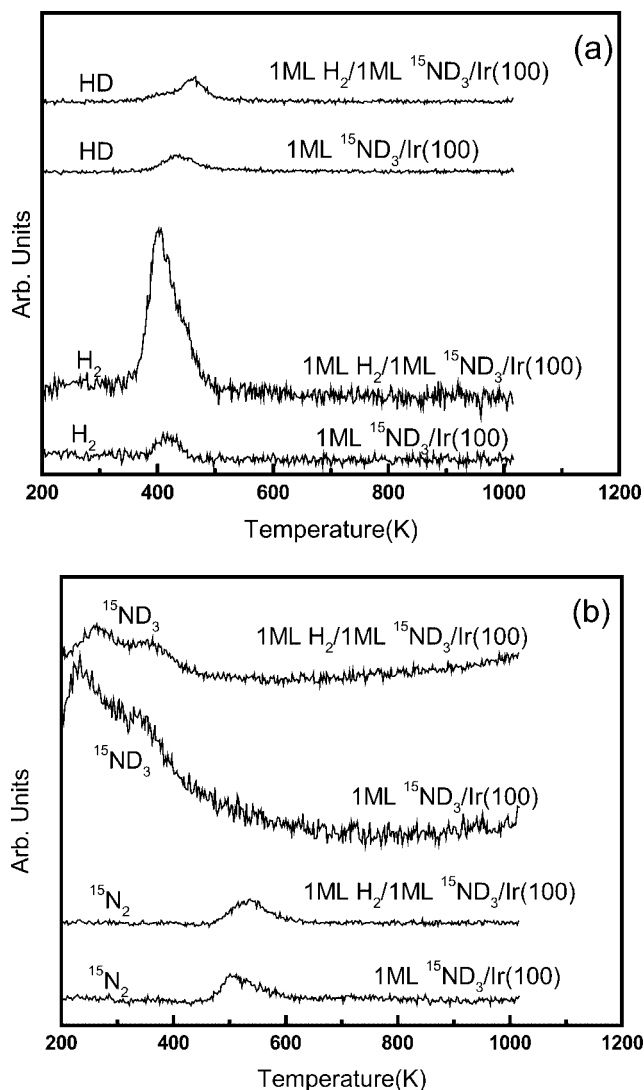 (a)
HD
1ML H₂/1ML ¹⁵ND₃/Ir(100)
HD
1ML ¹⁵ND₃/Ir(100)
Arb. Units
H₂
1ML H₂/1ML ¹⁵ND₃/Ir(100)
H₂
1ML ¹⁵ND₃/Ir(100)
200 400 600 800 1000 1200
Temperature(K)
(b)
¹⁵ND₃
1ML H₂/1ML ¹⁵ND₃/Ir(100)
¹⁵ND₃
1ML ¹⁵ND₃/Ir(100)
Arb. Units
¹⁵N₂
1ML H₂/1ML ¹⁵ND₃/Ir(100)
¹⁵N₂
1ML ¹⁵ND₃/Ir(100)
200 400 600 800 1000 1200
Temperature(K)